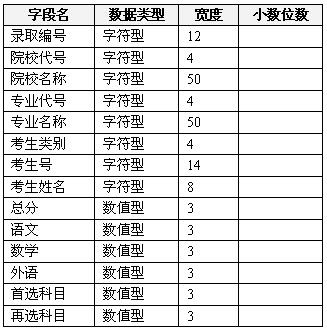 字段名 数据类型 宽度 小数位数
录取编号 字符型 12
院校代号 字符型 4
院校名称 字符型 50
专业代号 字符型 4
专业名称 字符型 50
考生类别 字符型 4
考生号 字符型 14
考生姓名 字符型 8
总分 数值型 3
语文 数值型 3
数学 数值型 3
外语 数值型 3
首选科目 数值型 3
再选科目 数值型 3